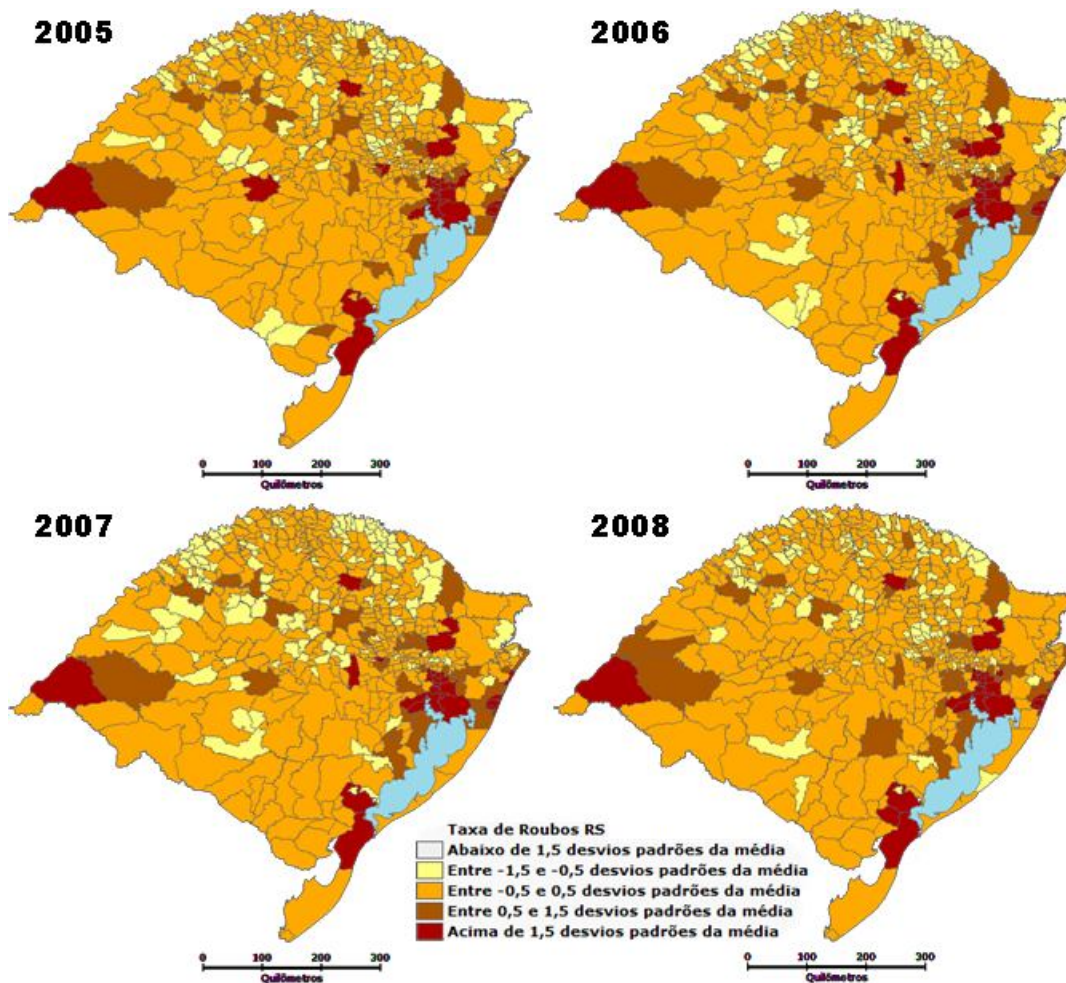 2005
2006
0 100 200 300
Quilômetros
0 100 200 300
Quilômetros
2007
2008
Taxa de Roubos RS
Abaixo de 1,5 desvios padrões da média
Entre -1,5 e -0,5 desvios padrões da média
Entre -0,5 e 0,5 desvios padrões da média
Entre 0,5 e 1,5 desvios padrões da média
Acima de 1,5 desvios padrões da média
0 100 200 300
Quilômetros
0 100 200 300
Quilômetros